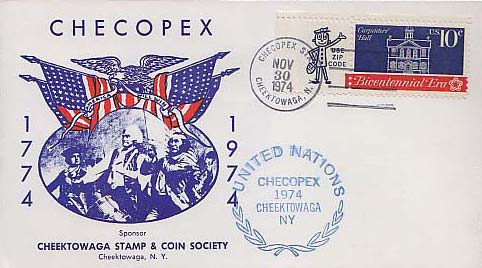 CHECOPEX
1774
1974
Sponsor
CHEEKTOWAGA STAMP & COIN SOCIETY
Cheektowaga, N. Y.
CHECOPEX
NOV
30
1974
CHEEKTOWAGA, N.Y.
USE
ZIP
CODE
Carpenters'
Hall
US 10c
Bicentennial Era
UNITED NATIONS
CHECOPEX
1974
CHEEKTOWAGA
NY